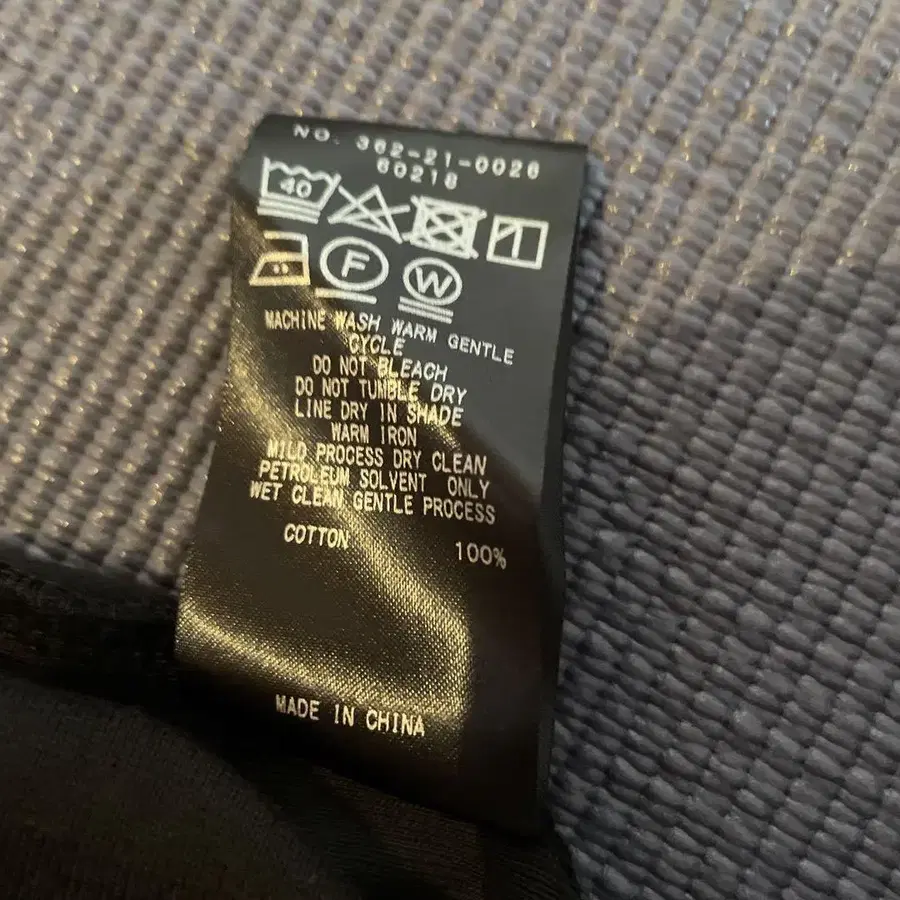 NO. 362-21-0026
60218
40
F W
MACHINE WASH WARM GENTLE
CYCLE
DO NOT BLEACH
DO NOT TUMBLE DRY
LINE DRY IN SHADE
WARM IRON
MILD PROCESS DRY CLEAN
PETROLEUM SOLVENT ONLY
WET CLEAN GENTLE PROCESS
COTTON 100%
MADE IN CHINA